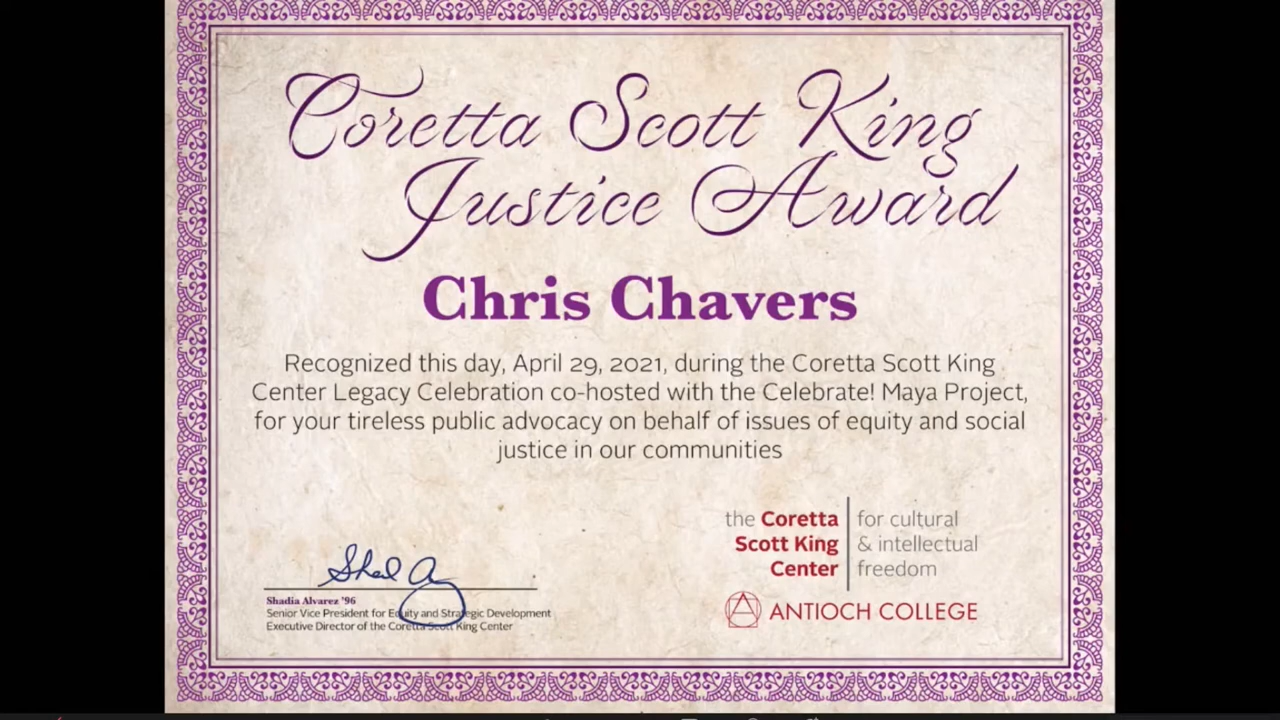 Coretta Scott King
Justice Award
Chris Chavers
Recognized this day, April 29, 2021, during the Coretta Scott King
Center Legacy Celebration co-hosted with the Celebrate! Maya Project,
for your tireless public advocacy on behalf of issues of equity and social
justice in our communities
the Coretta
Scott King
Center
for cultural
& intellectual
freedom
ANTIOCH COLLEGE
Shadia Alvarez '96
Senior Vice President for Equity and Strategic Development
Executive Director of the Coretta Scott King Center